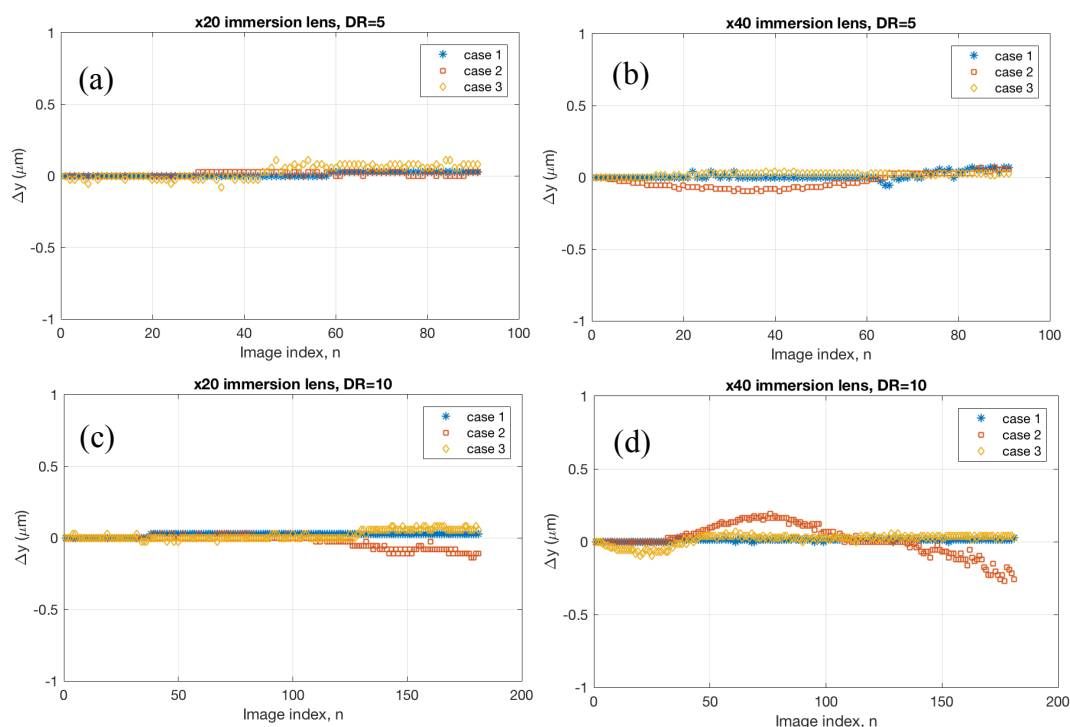 x20 immersion lens, DR=5
(a)
case 1
case 2
case 3
1
0.5
0
-0.5
-1
Δy (μm)
0 20 40 60 80 100
Image index, n
x40 immersion lens, DR=5
(b)
case 1
case 2
case 3
1
0.5
0
-0.5
-1
Δy (μm)
0 20 40 60 80 100
Image index, n
x20 immersion lens, DR=10
(c)
case 1
case 2
case 3
1
0.5
0
-0.5
-1
Δy (μm)
0 50 100 150 200
Image index, n
x40 immersion lens, DR=10
(d)
case 1
case 2
case 3
1
0.5
0
-0.5
-1
Δy (μm)
0 50 100 150 200
Image index, n